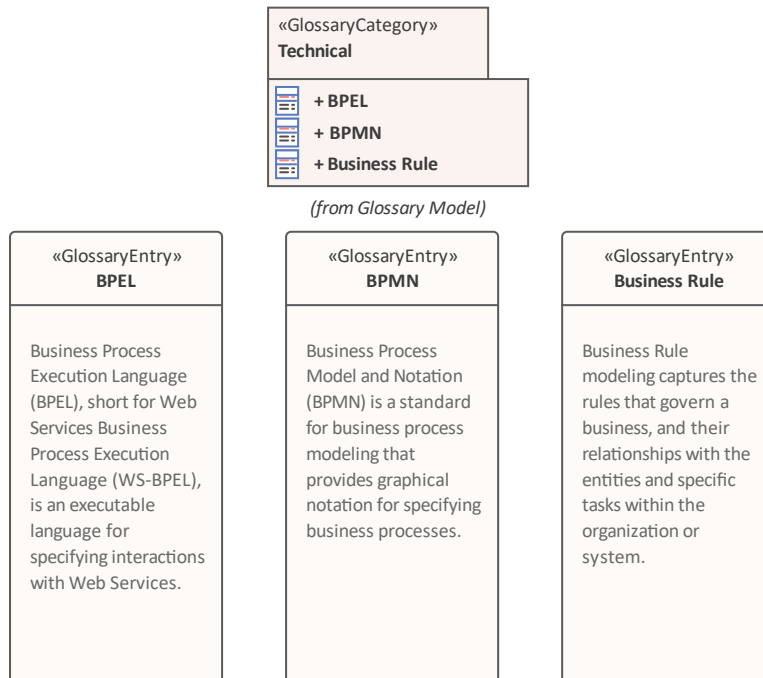 «GlossaryCategory»
Technical
+ BPEL
+ BPMN
+ Business Rule
(from Glossary Model)
«GlossaryEntry»
BPEL
Business Process
Execution Language
(BPEL), short for Web
Services Business
Process Execution
Language (WS-BPEL),
is an executable
language for
specifying interactions
with Web Services.
«GlossaryEntry»
BPMN
Business Process
Model and Notation
(BPMN) is a standard
for business process
modeling that
provides graphical
notation for specifying
business processes.
«GlossaryEntry»
Business Rule
Business Rule
modeling captures the
rules that govern a
business, and their
relationships with the
entities and specific
tasks within the
organization or
system.